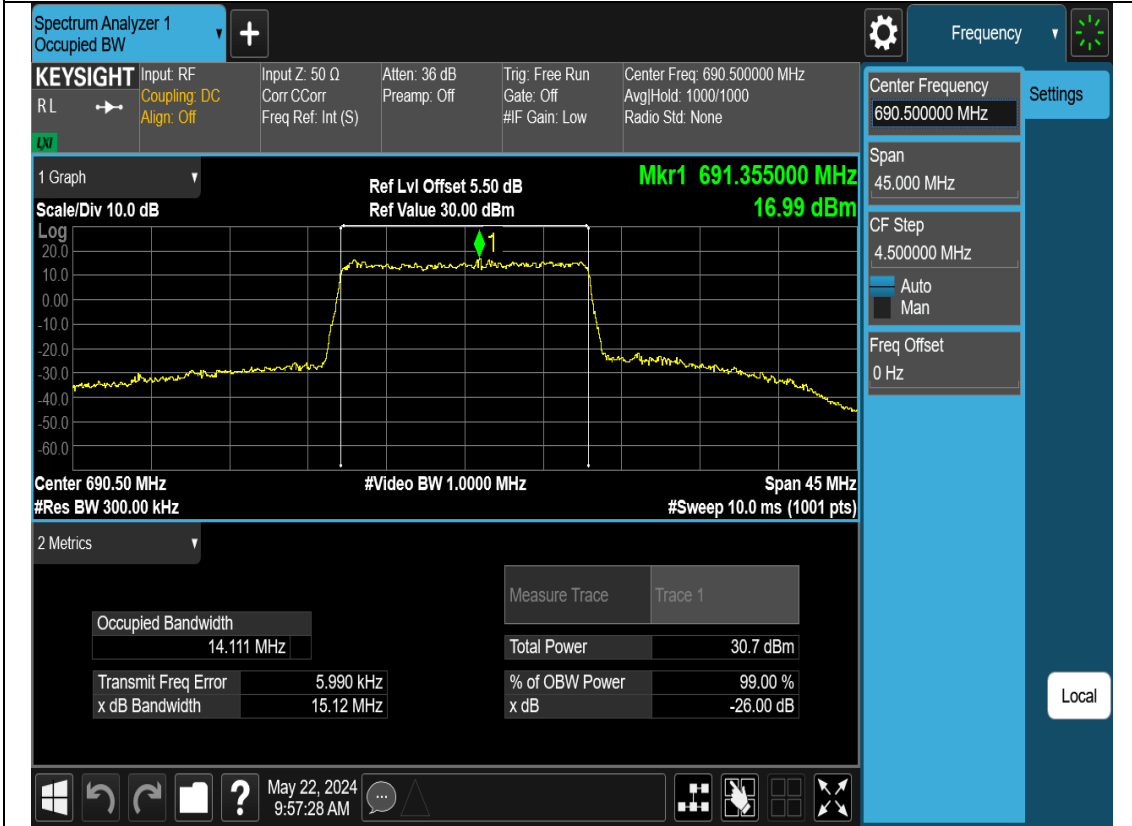 Spectrum Analyzer 1
Occupied BW
Frequency
KEYSIGHT
RL
LXI
Input: RF
Coupling: DC
Align: Off
Input Z: 50 Ω
Corr CCorr
Freq Ref: Int (S)
Atten: 36 dB
Preamp: Off
Trig: Free Run
Gate: Off
#IF Gain: Low
Center Freq: 690.500000 MHz
Avg|Hold: 1000/1000
Radio Std: None
1 Graph
Scale/Div 10.0 dB
Ref Lvl Offset 5.50 dB
Ref Value 30.00 dBm
Mkr1 691.355000 MHz
16.99 dBm
Log
20.0
10.0
0.00
-10.0
-20.0
-30.0
-40.0
-50.0
-60.0
1
Center 690.50 MHz
#Video BW 1.0000 MHz
Span 45 MHz
#Res BW 300.00 kHz
#Sweep 10.0 ms (1001 pts)
2 Metrics
Measure Trace
Trace 1
Occupied Bandwidth
14.111 MHz
Total Power
30.7 dBm
Transmit Freq Error
5.990 kHz
% of OBW Power
99.00 %
x dB Bandwidth
15.12 MHz
x dB
-26.00 dB
Center Frequency
690.500000 MHz
Settings
Span
45.000 MHz
CF Step
4.500000 MHz
Auto
Man
Freq Offset
0 Hz
Local
?
May 22, 2024
9:57:28 AM